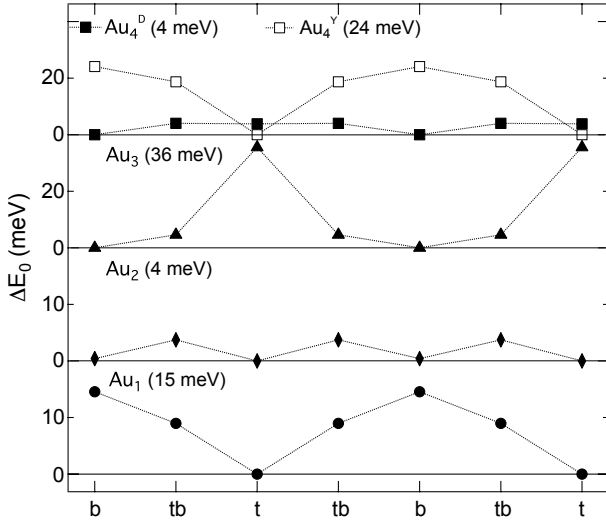 Au₄ᴰ (4 meV) Au₄ʸ (24 meV)
20
0
Au₃ (36 meV)
20
0
Au₂ (4 meV)
10
0
Au₁ (15 meV)
10
0
ΔE₀ (meV)
b tb t tb b tb t